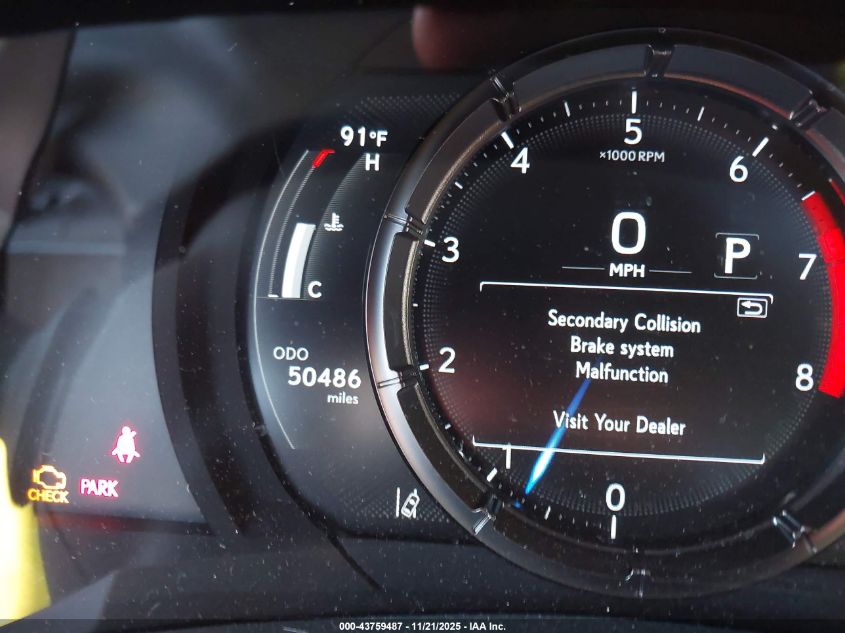 91°F
H
C
ODO
50486
miles
CHECK
PARK
5
×1000 RPM
4
6
3
7
2
8
0
0
MPH
P
Secondary Collision
Brake system
Malfunction
Visit Your Dealer
000-43759487 - 11/21/2025 - IAA Inc.